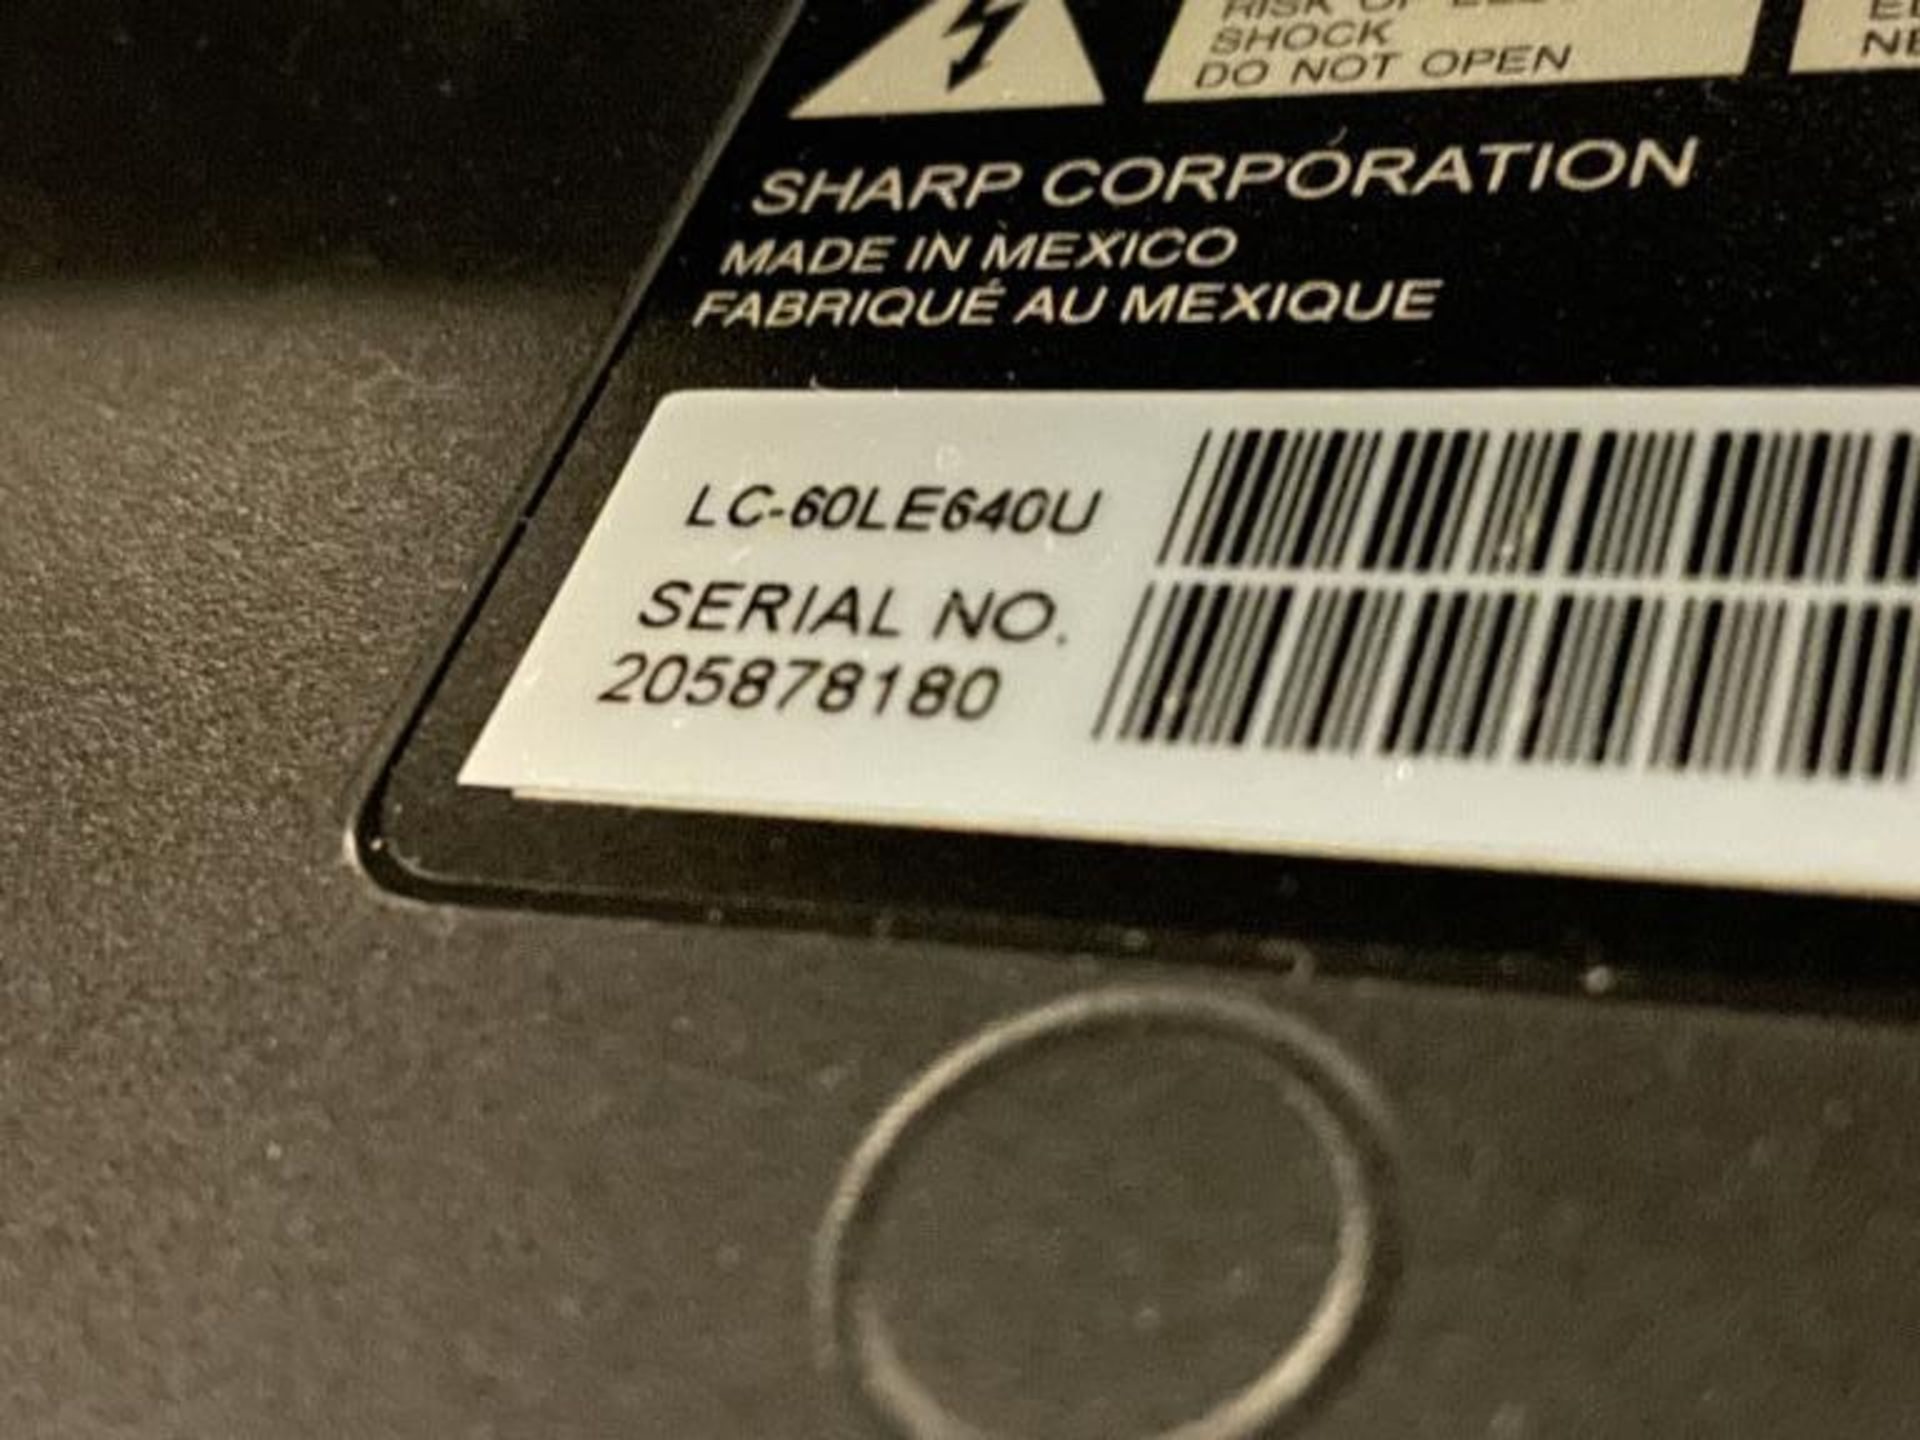 SHOCK
DO NOT OPEN
SHARP CORPORATION
MADE IN MEXICO
FABRIQUÉ AU MEXIQUE
LC-60LE640U
SERIAL NO.
205878180